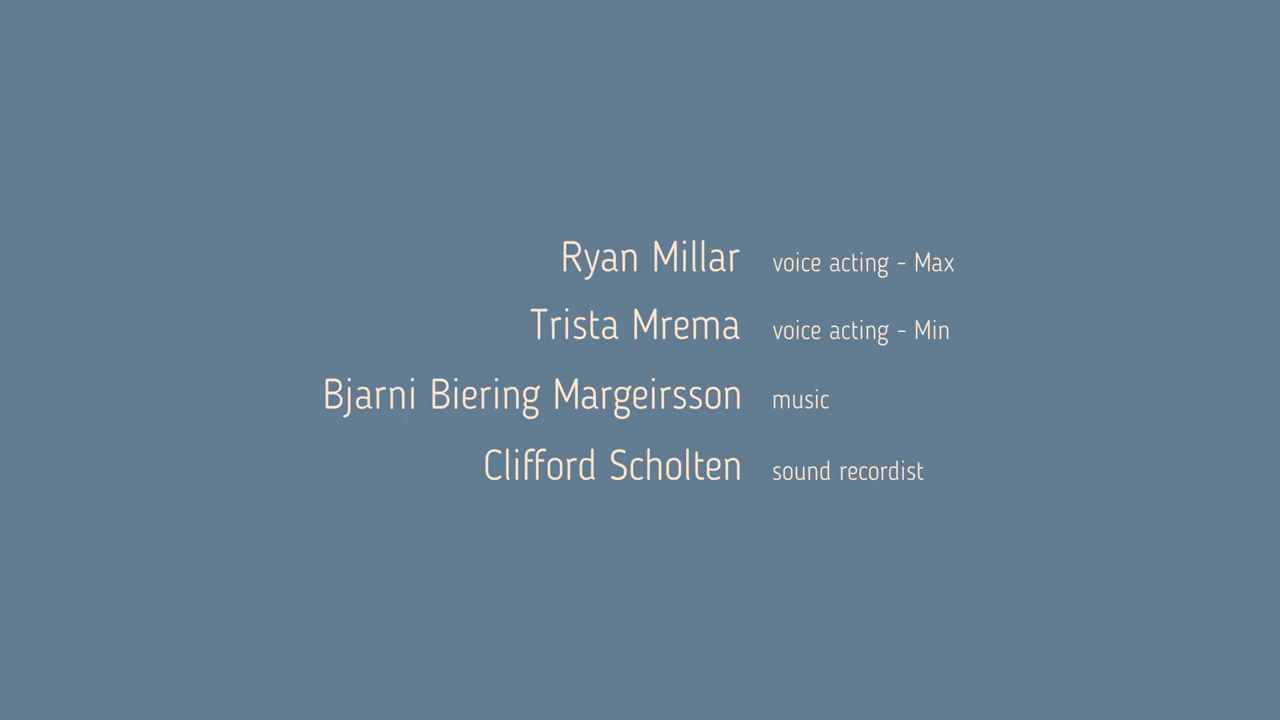 Ryan Millar voice acting - Max
Trista Mrema voice acting - Min
Bjarni Biering Margeirsson music
Clifford Scholten sound recordist